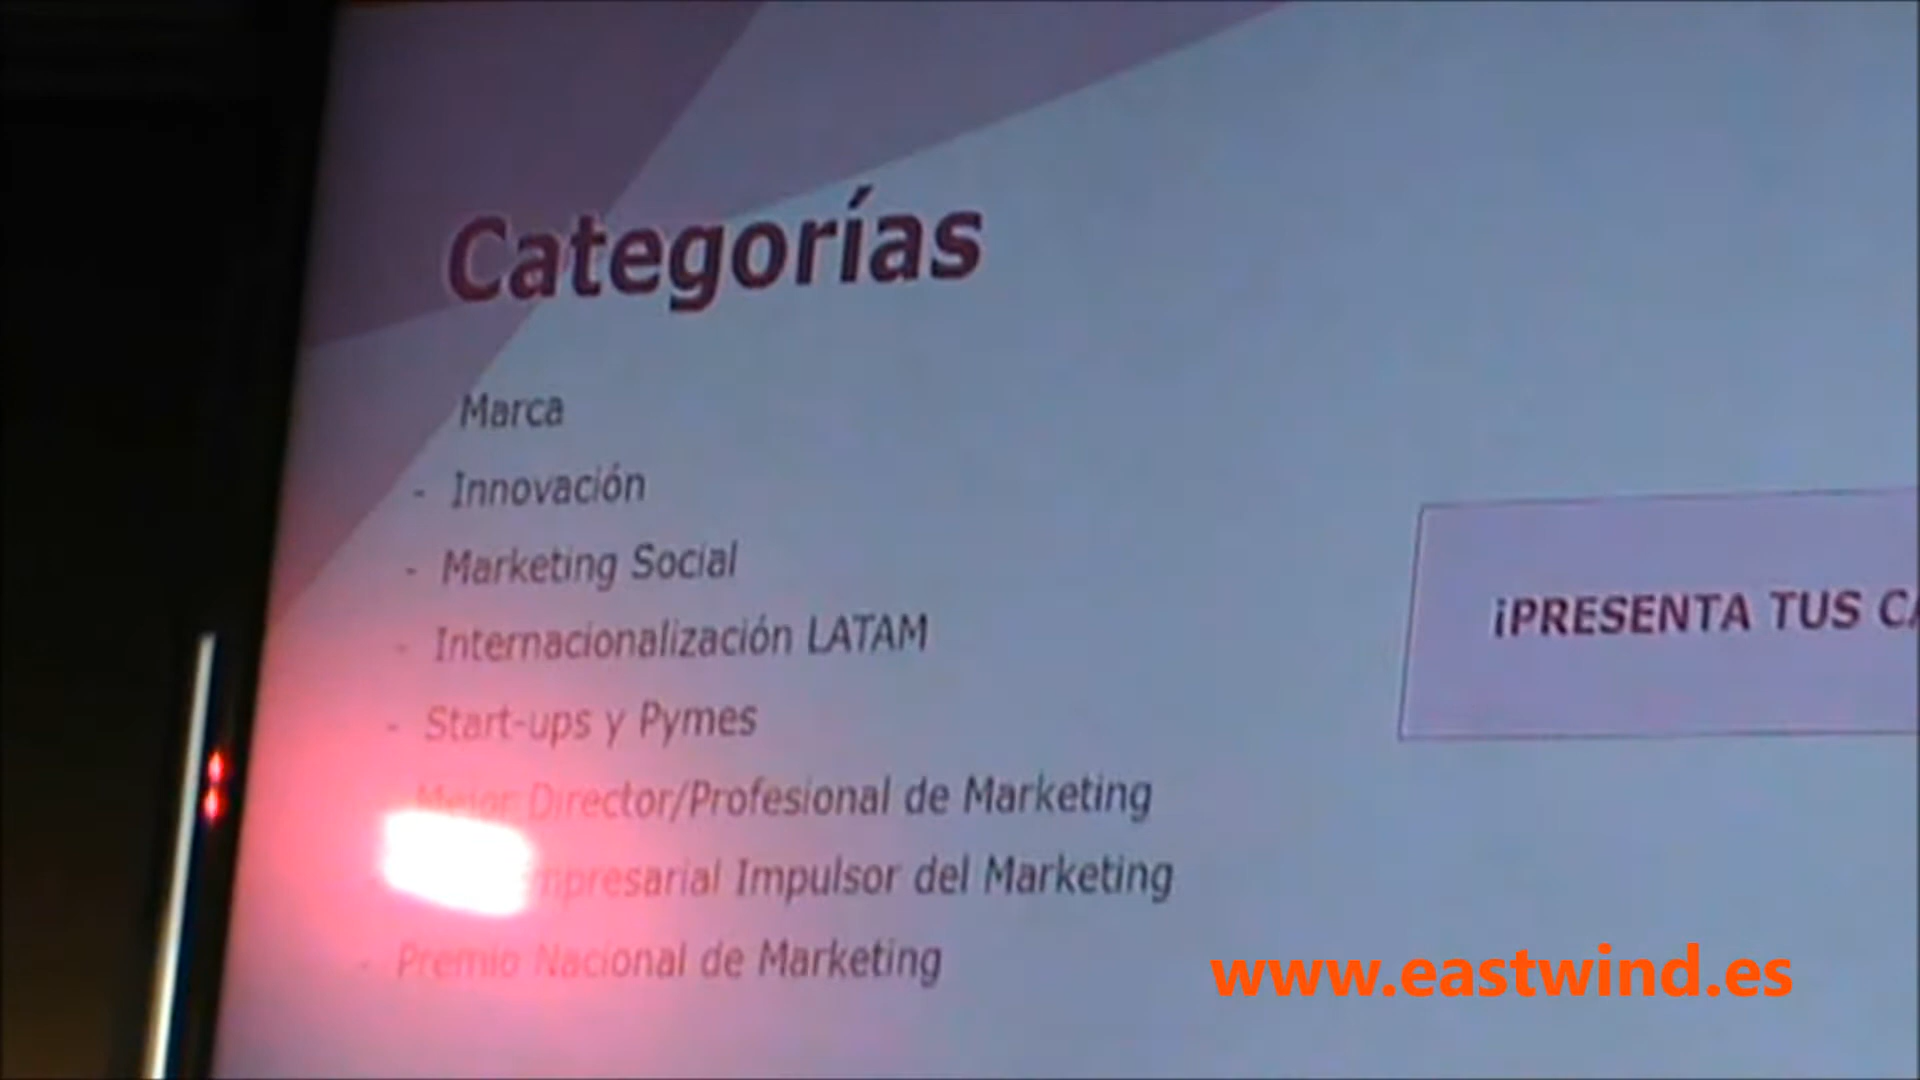 Categorías
Marca
- Innovación
- Marketing Social
- Internacionalización LATAM
- Start-ups y Pymes
Mejor Director/Profesional de Marketing
Impulsor del Marketing
- Premio Nacional de Marketing
¡PRESENTA TUS
www.eastwind.es